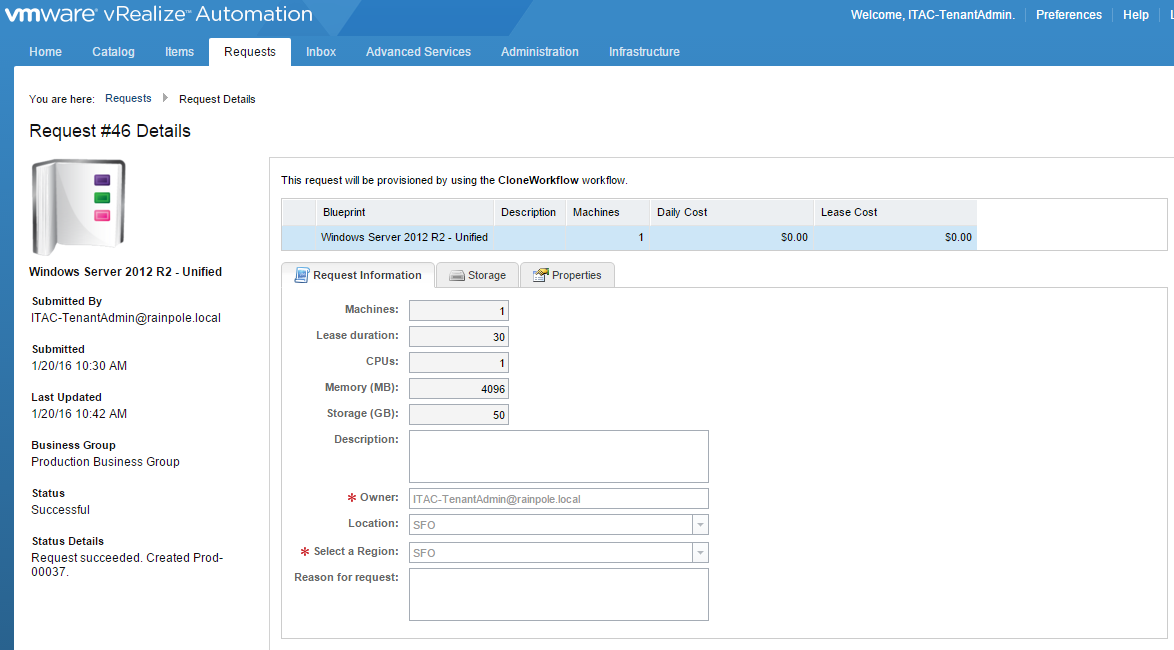 vmware® vRealize™ Automation
Welcome, ITAC-TenantAdmin. Preferences Help
Home Catalog Items Requests Inbox Advanced Services Administration Infrastructure
You are here: Requests Request Details
Request #46 Details
Windows Server 2012 R2 - Unified
Submitted By
ITAC-TenantAdmin@rainpole.local
Submitted
1/20/16 10:30 AM
Last Updated
1/20/16 10:42 AM
Business Group
Production Business Group
Status
Successful
Status Details
Request succeeded. Created Prod-
00037.
This request will be provisioned by using the CloneWorkflow workflow.
Blueprint Description Machines Daily Cost Lease Cost
Windows Server 2012 R2 - Unified 1 $0.00 $0.00
Request Information Storage Properties
Machines: 1
Lease duration: 30
CPUs: 1
Memory (MB): 4096
Storage (GB): 50
Description:
* Owner: ITAC-TenantAdmin@rainpole.local
Location: SFO
* Select a Region: SFO
Reason for request: